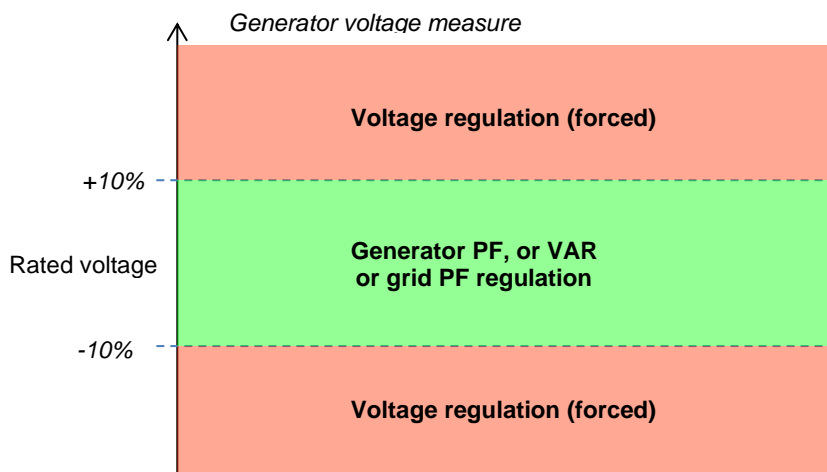 Generator voltage measure
Voltage regulation (forced)
+10%
Generator PF, or VAR
Rated voltage
or grid PF regulation
-10%
Voltage regulation (forced)